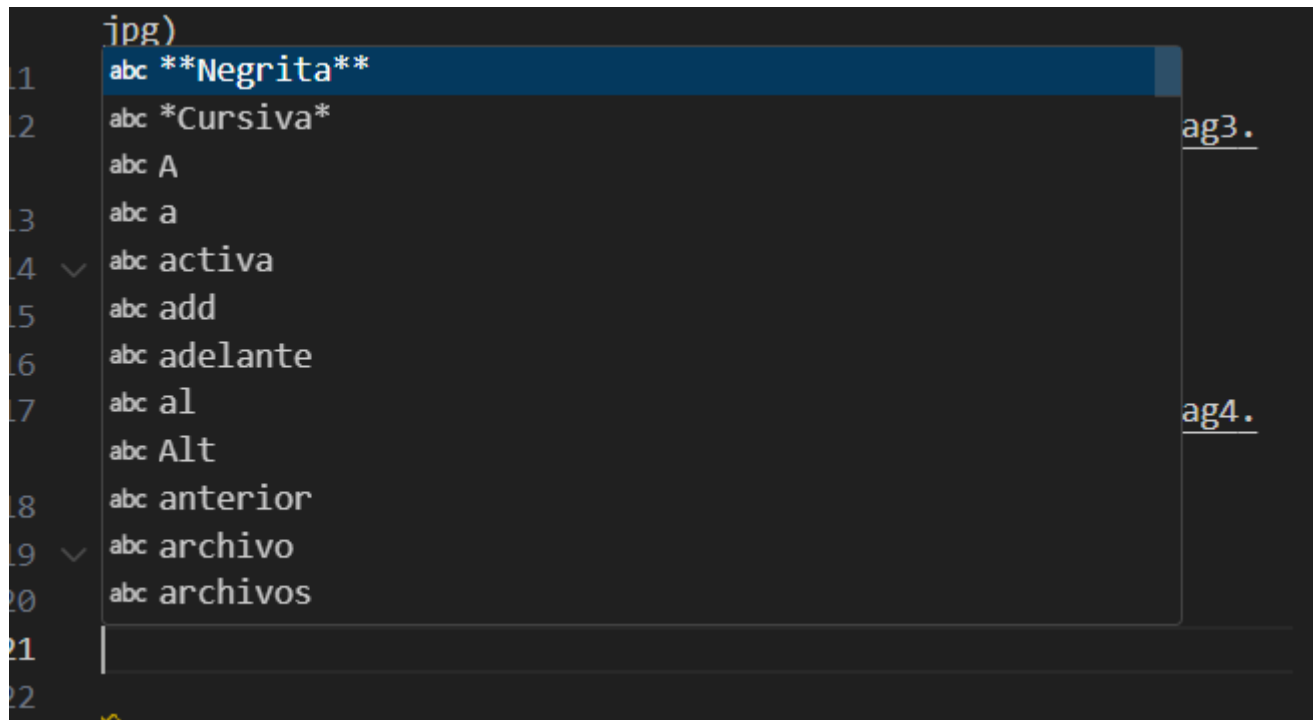 jpg)
11 abc **Negrita**
12 abc *Cursiva* ag3.
abc A
13 abc a
14 abc activa
15 abc add
16 abc adelante
17 abc al ag4.
abc Alt
18 abc anterior
19 abc archivo
20 abc archivos
21
22